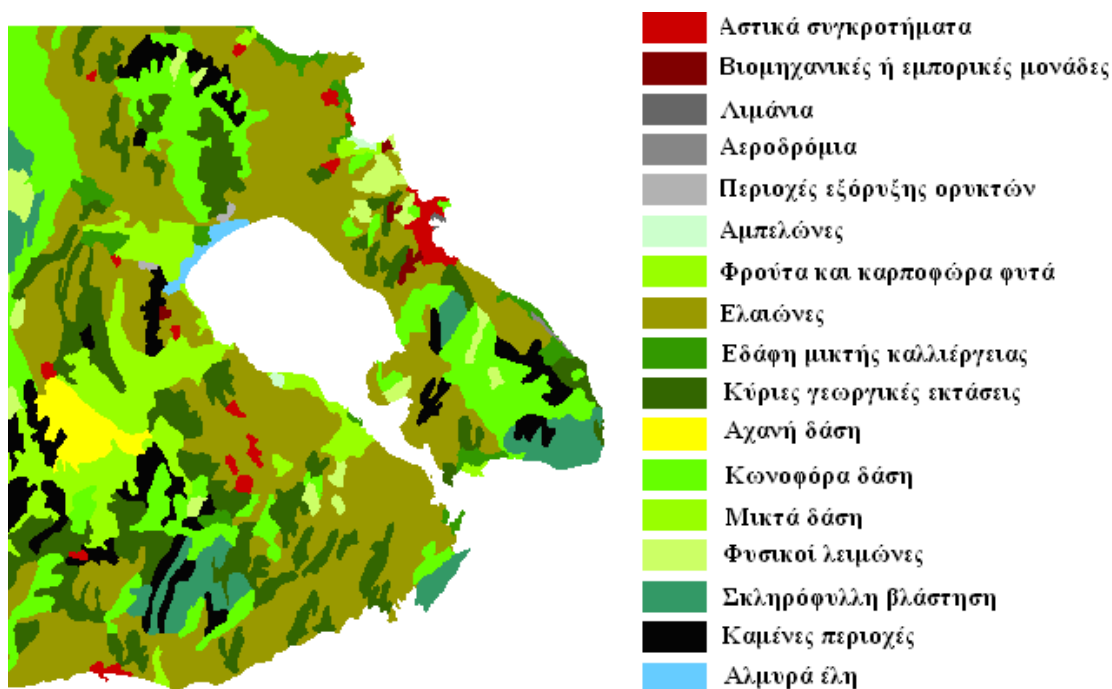 Αστικά συγκροτήματα
Βιομηχανικές ή εμπορικές μονάδες
Λιμάνια
Αεροδρόμια
Περιοχές εξόρυξης ορυκτών
Αμπελώνες
Φρούτα και καρποφώρα φυτά
Ελαιώνες
Εδάφη μικτής καλλιέργειας
Κύριες γεωργικές εκτάσεις
Αχανή δάση
Κωνοφόρα δάση
Μικτά δάση
Φυσικοί λειμώνες
Σκληρόφυλλη βλάστηση
Καμένες περιοχές
Αλμυρά έλη